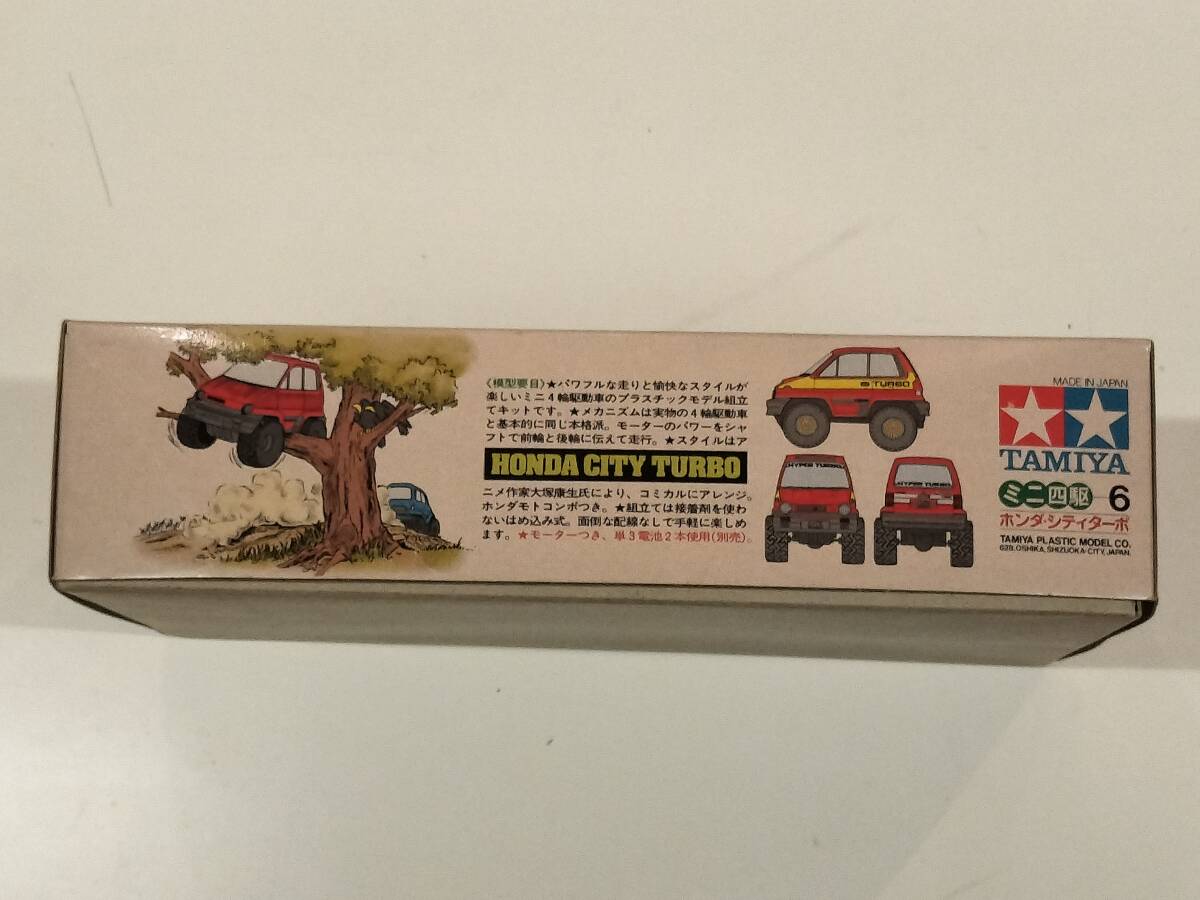 〈模型要目〉★パワフルな走りと愉快なスタイルが
楽しいミニ4輪駆動車のプラスチックモデル組立
てキットです。★メカニズムは実物の4輪駆動車
と基本的に同じ本格派。モーターのパワーをシャ
フトで前輪と後輪に伝えて走行。★スタイルはア
HONDA CITY TURBO
ニメ作家大塚康生氏により、コミカルにアレンジ。
ホンダモトコンポつき。★組立ては接着剤を使わ
ないはめ込み式。面倒な配線なしで手軽に楽しめ
ます。★モーターつき、単3電池2本使用(別売)。
TURBO
HYPER TURBO
HYPER TURBO
MADE IN JAPAN
TAMIYA
ミニ四駆 6
ホンダ・シティターボ
TAMIYA PLASTIC MODEL CO.
628, OSHIKA, SHIZUOKA-CITY, JAPAN.